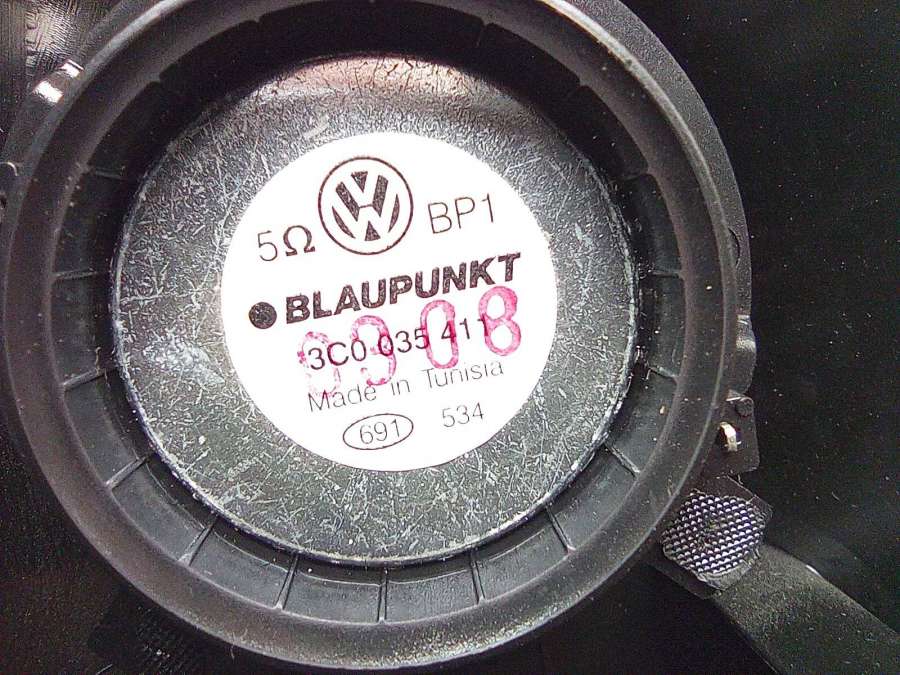 5Ω BP1
BLAUPUNKT
3C0 035 411
0908
Made in Tunisia
691 534